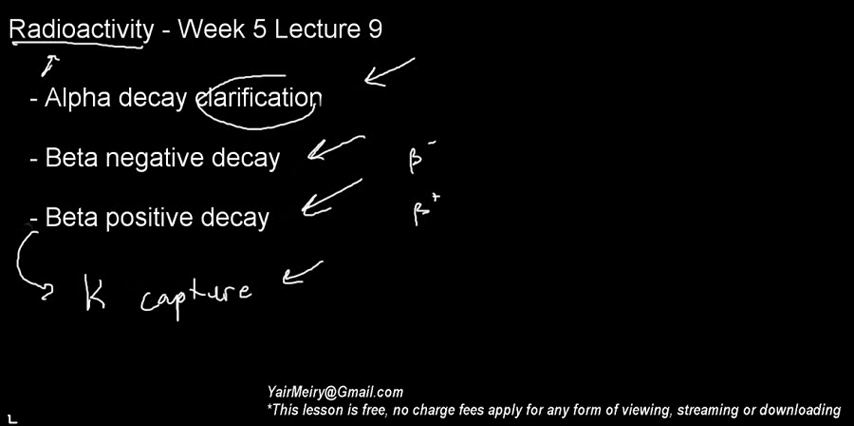 Radioactivity - Week 5 Lecture 9
- Alpha decay clarification
- Beta negative decay β⁻
- Beta positive decay β⁺
K capture
YairMeiry@Gmail.com
*This lesson is free, no charge fees apply for any form of viewing, streaming or downloading